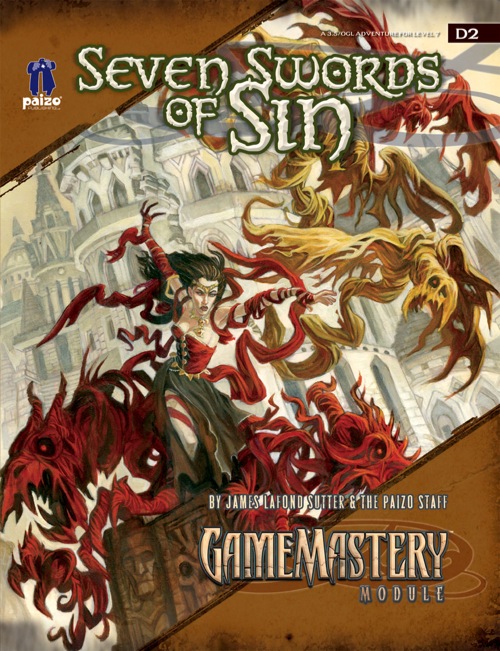 A 3.5/OGL ADVENTURE FOR LEVEL 7
D2
paizo
PUBLISHING
SEVEN SWORDS
OF SIN
BY JAMES LAFOND SUTTER & THE PAIZO STAFF
GAMEMASTERY
MODULE